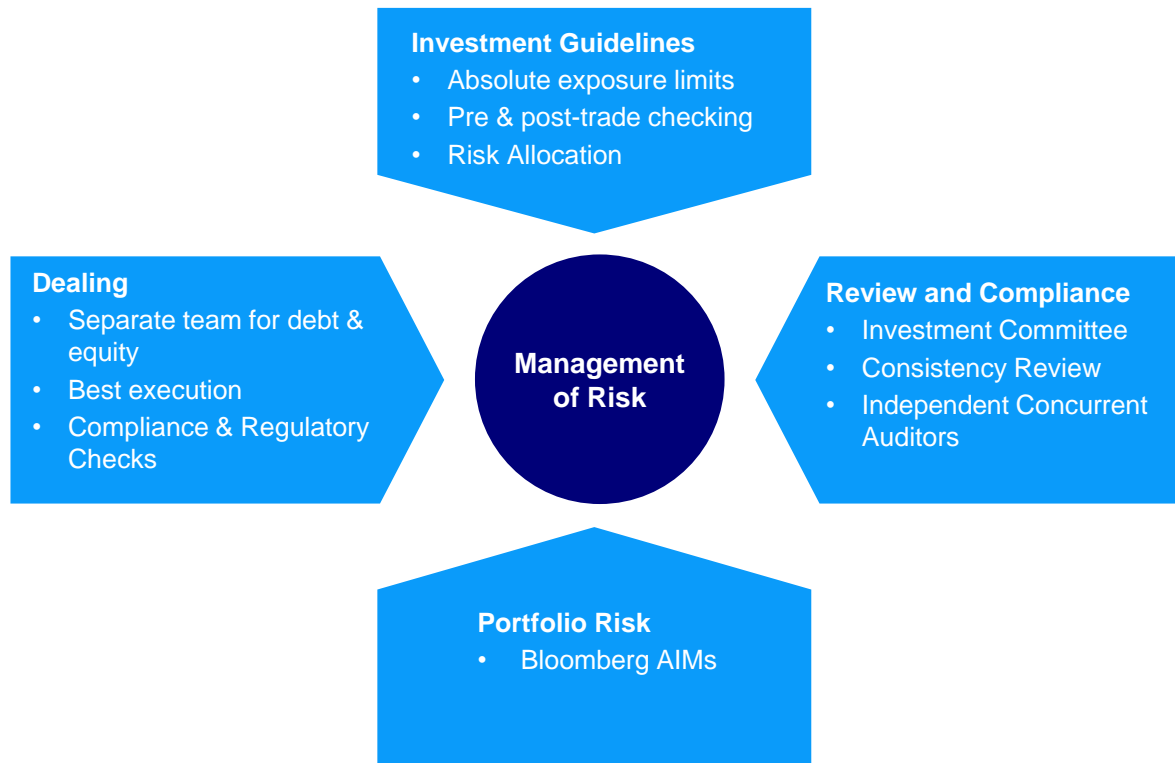 Investment Guidelines
• Absolute exposure limits
• Pre & post-trade checking
• Risk Allocation
Dealing
• Separate team for debt &
equity
• Best execution
• Compliance & Regulatory
Checks
Management
of Risk
Review and Compliance
• Investment Committee
• Consistency Review
• Independent Concurrent
Auditors
Portfolio Risk
• Bloomberg AIMs